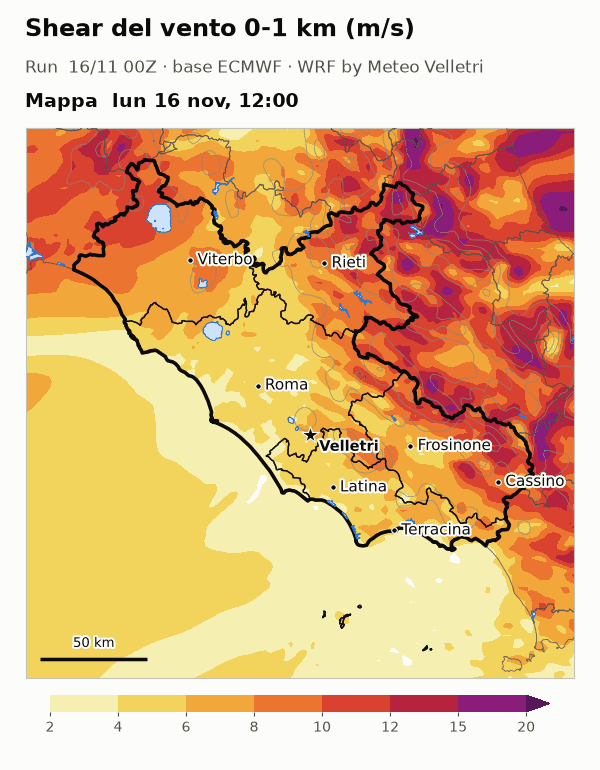 Shear del vento 0-1 km (m/s)
Run  16/11 00Z · base ECMWF · WRF by Meteo Velletri
Mappa  lun 16 nov, 12:00
Viterbo
Rieti
Roma
Velletri
Frosinone
Latina
Cassino
Terracina
50 km
2 4 6 8 10 12 15 20